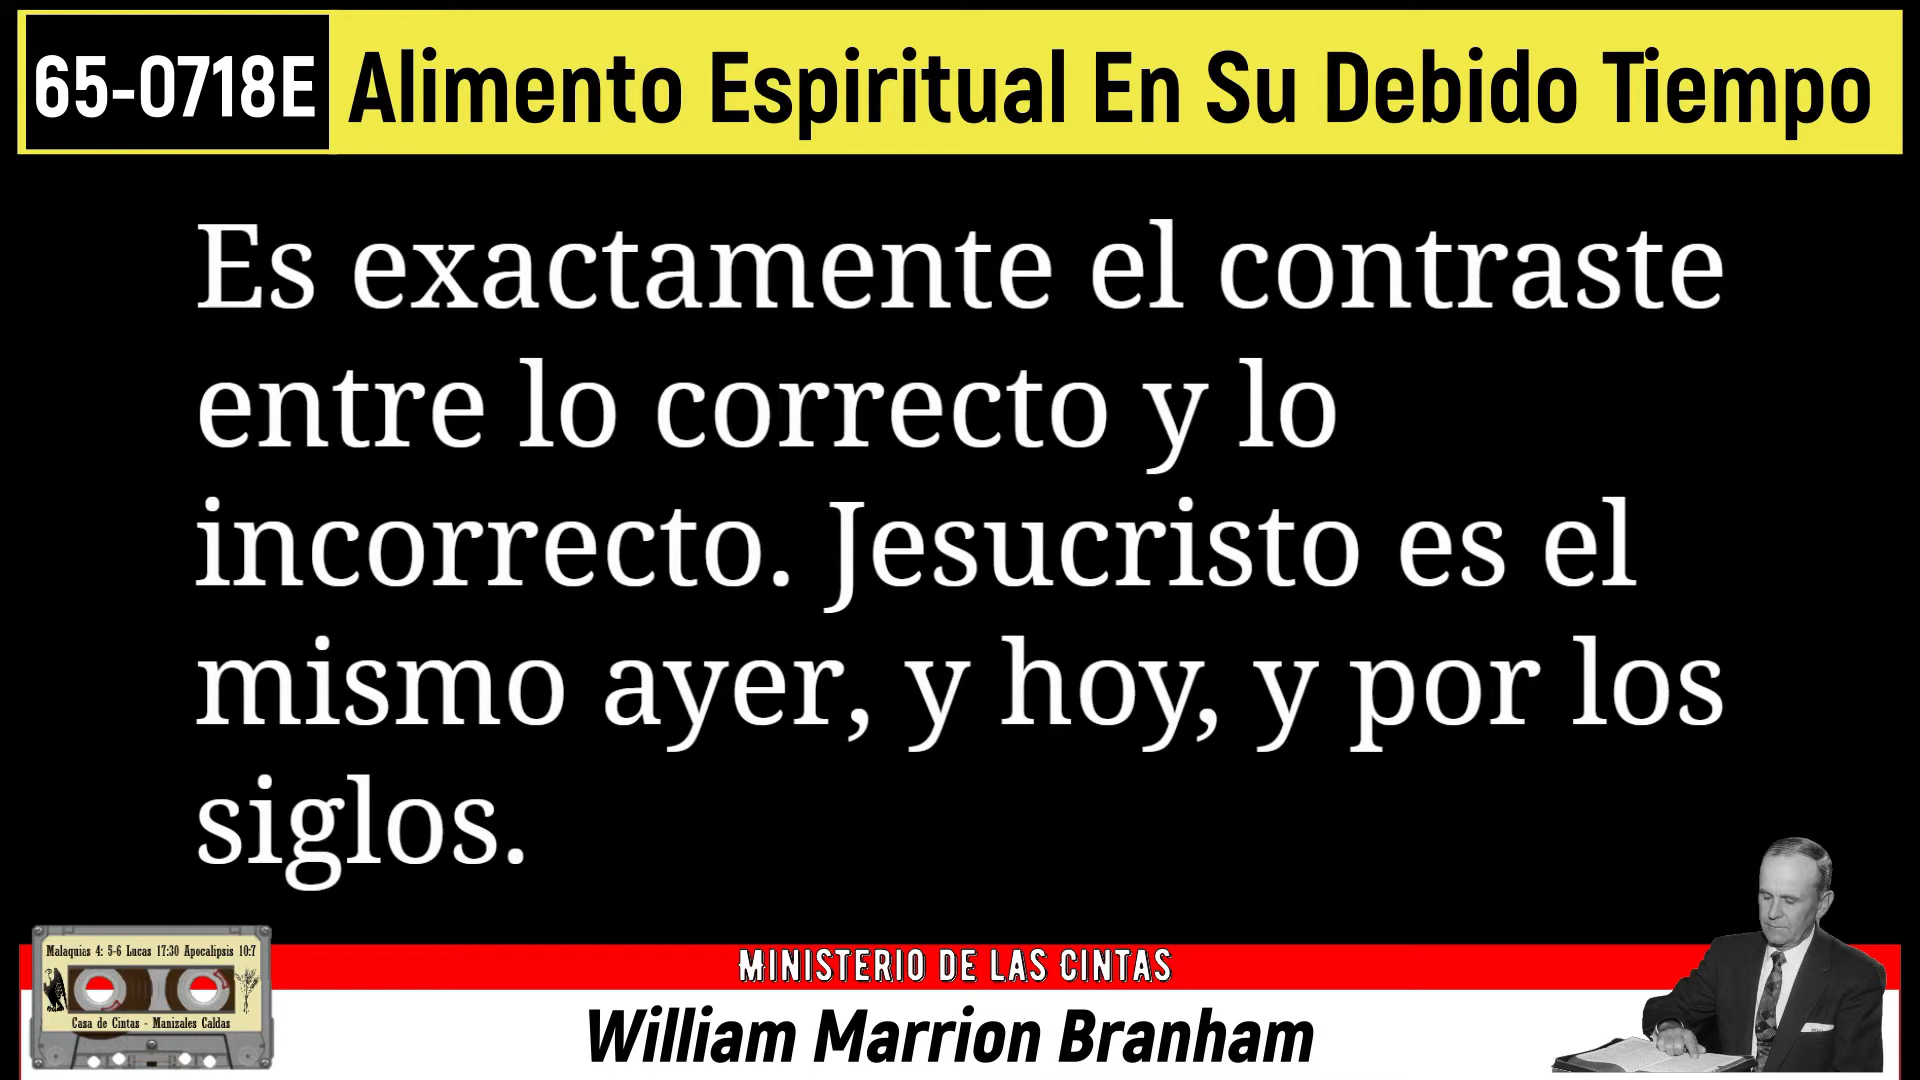 65-0718E Alimento Espiritual En Su Debido Tiempo
Es exactamente el contraste
entre lo correcto y lo
incorrecto. Jesucristo es el
mismo ayer, y hoy, y por los
siglos.
Malaquias 4: 5-6 Lucas 17:30 Apocalipsis 10:7
Casa de Cintas - Manizales Caldas
MINISTERIO DE LAS CINTAS
William Marrion Branham